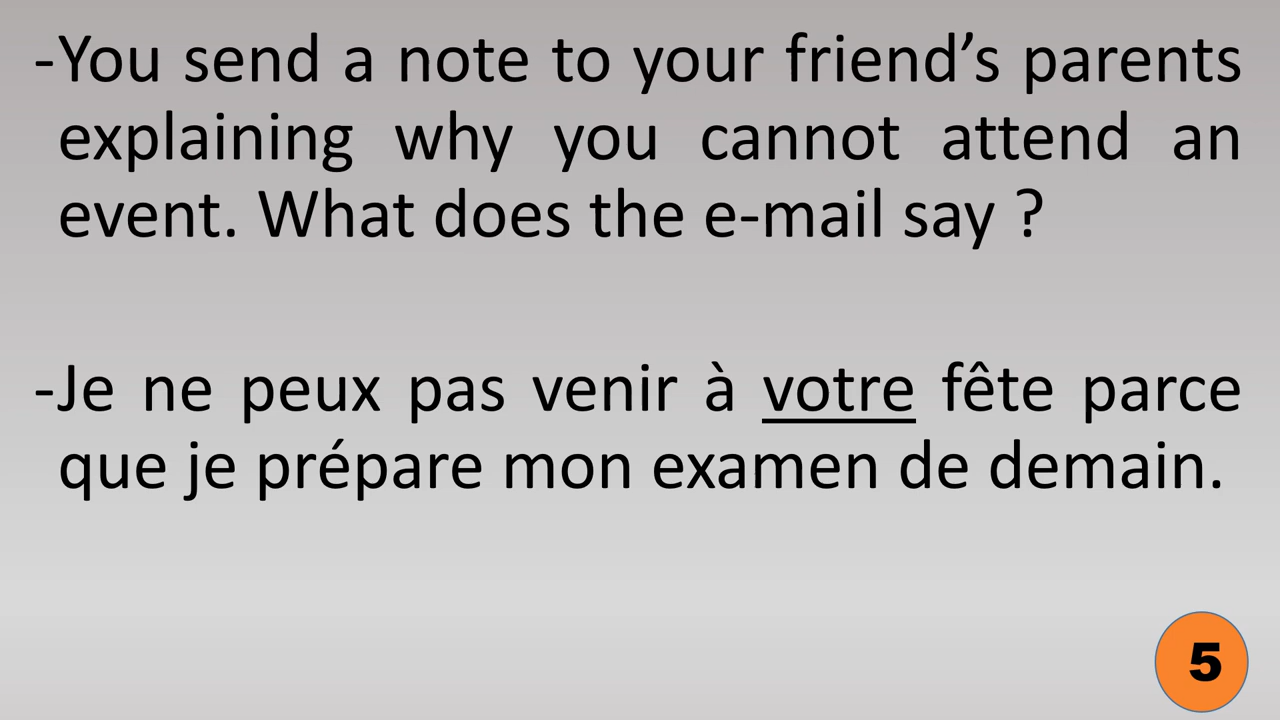 -You send a note to your friend’s parents
explaining why you cannot attend an
event. What does the e-mail say ?
-Je ne peux pas venir à votre fête parce
que je prépare mon examen de demain.
5